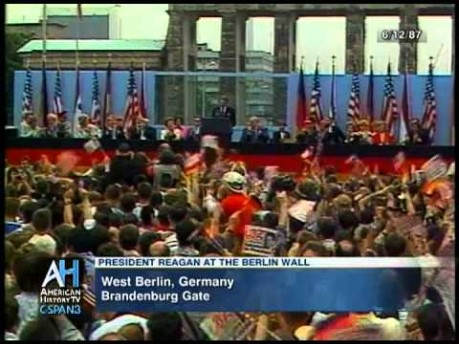 6/12/87
PRESIDENT REAGAN AT THE BERLIN WALL
West Berlin, Germany
Brandenburg Gate
AH
AMERICAN
HISTORY TV
C-SPAN3